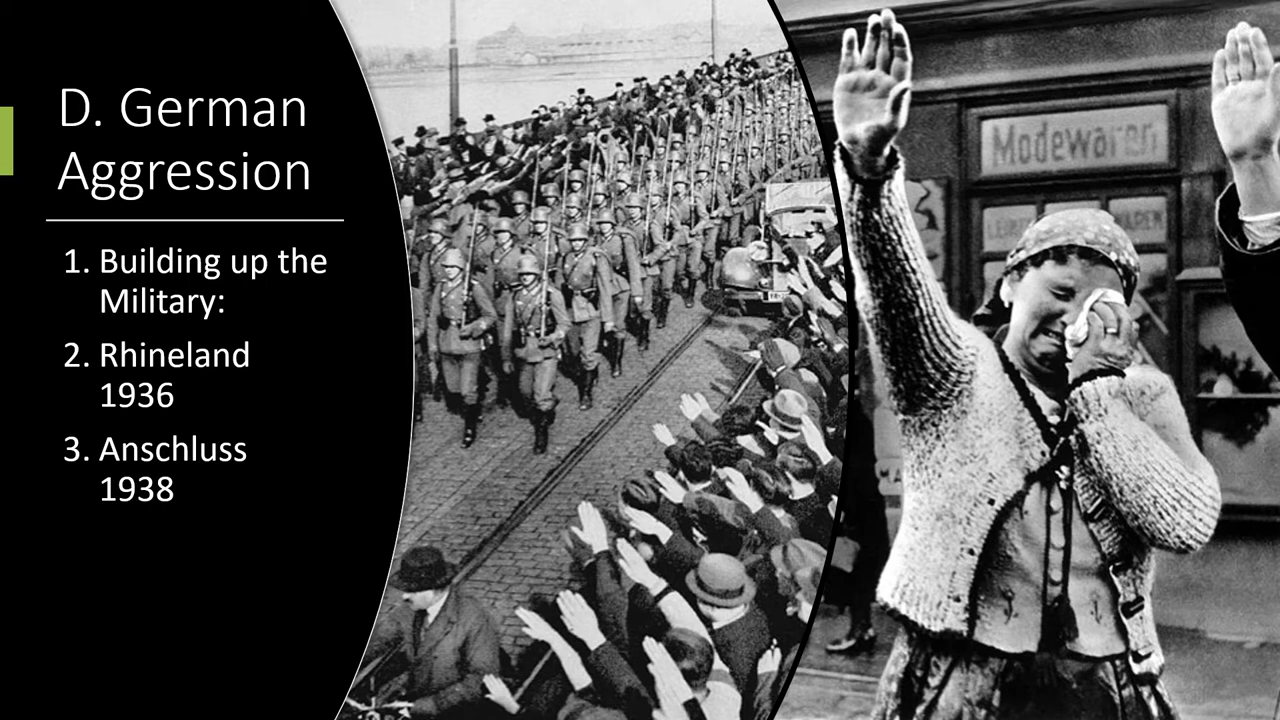 D. German
Aggression
1. Building up the
Military:
2. Rhineland
1936
3. Anschluss
1938
Modewaren